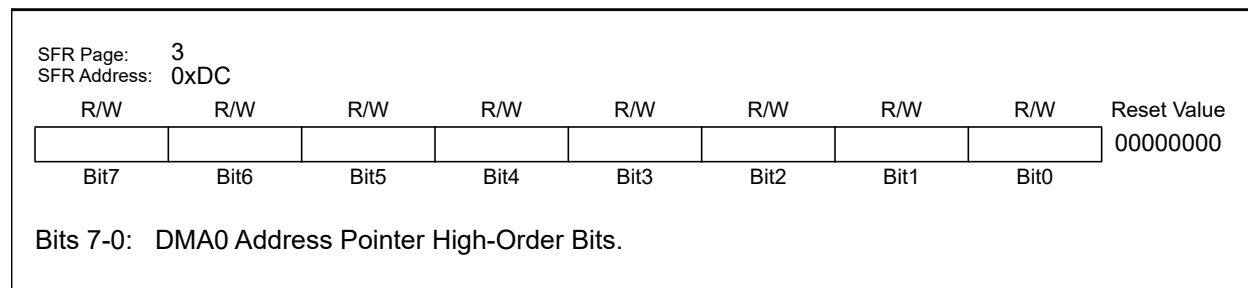 SFR Page: 3
SFR Address: 0xDC
R/W R/W R/W R/W R/W R/W R/W R/W Reset Value
00000000
Bit7 Bit6 Bit5 Bit4 Bit3 Bit2 Bit1 Bit0
Bits 7-0: DMA0 Address Pointer High-Order Bits.